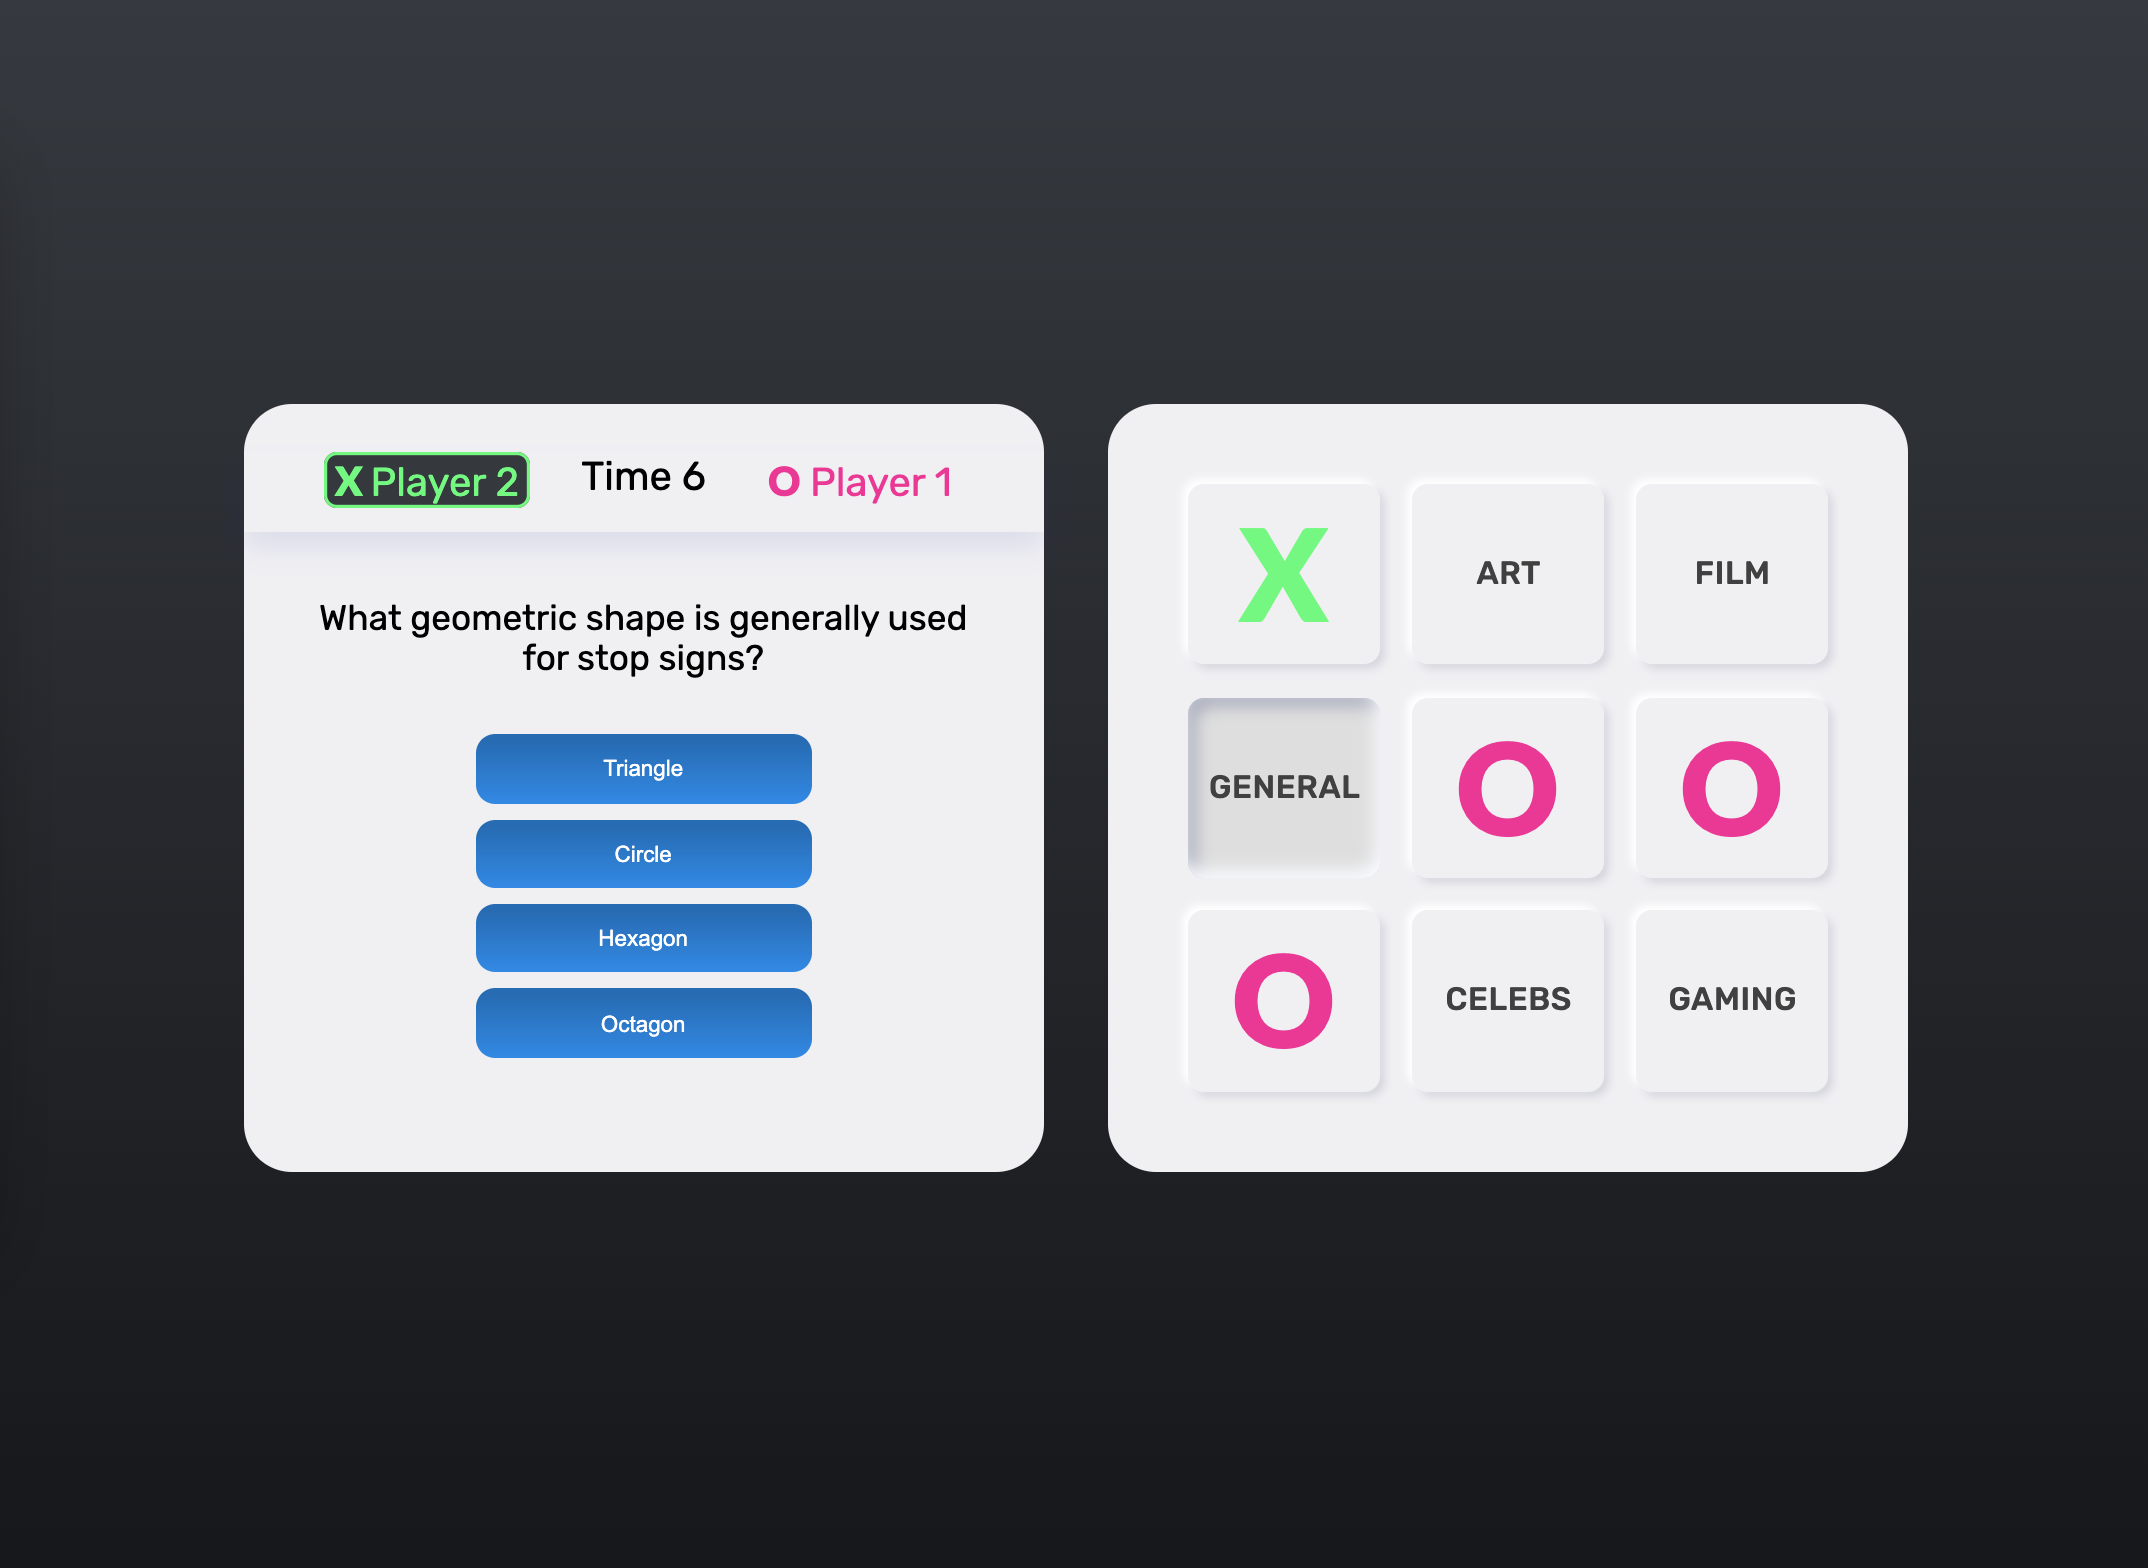 X Player 2
Time 6
O Player 1
What geometric shape is generally used
for stop signs?
Triangle
Circle
Hexagon
Octagon
X
ART
FILM
GENERAL
O
O
O
CELEBS
GAMING